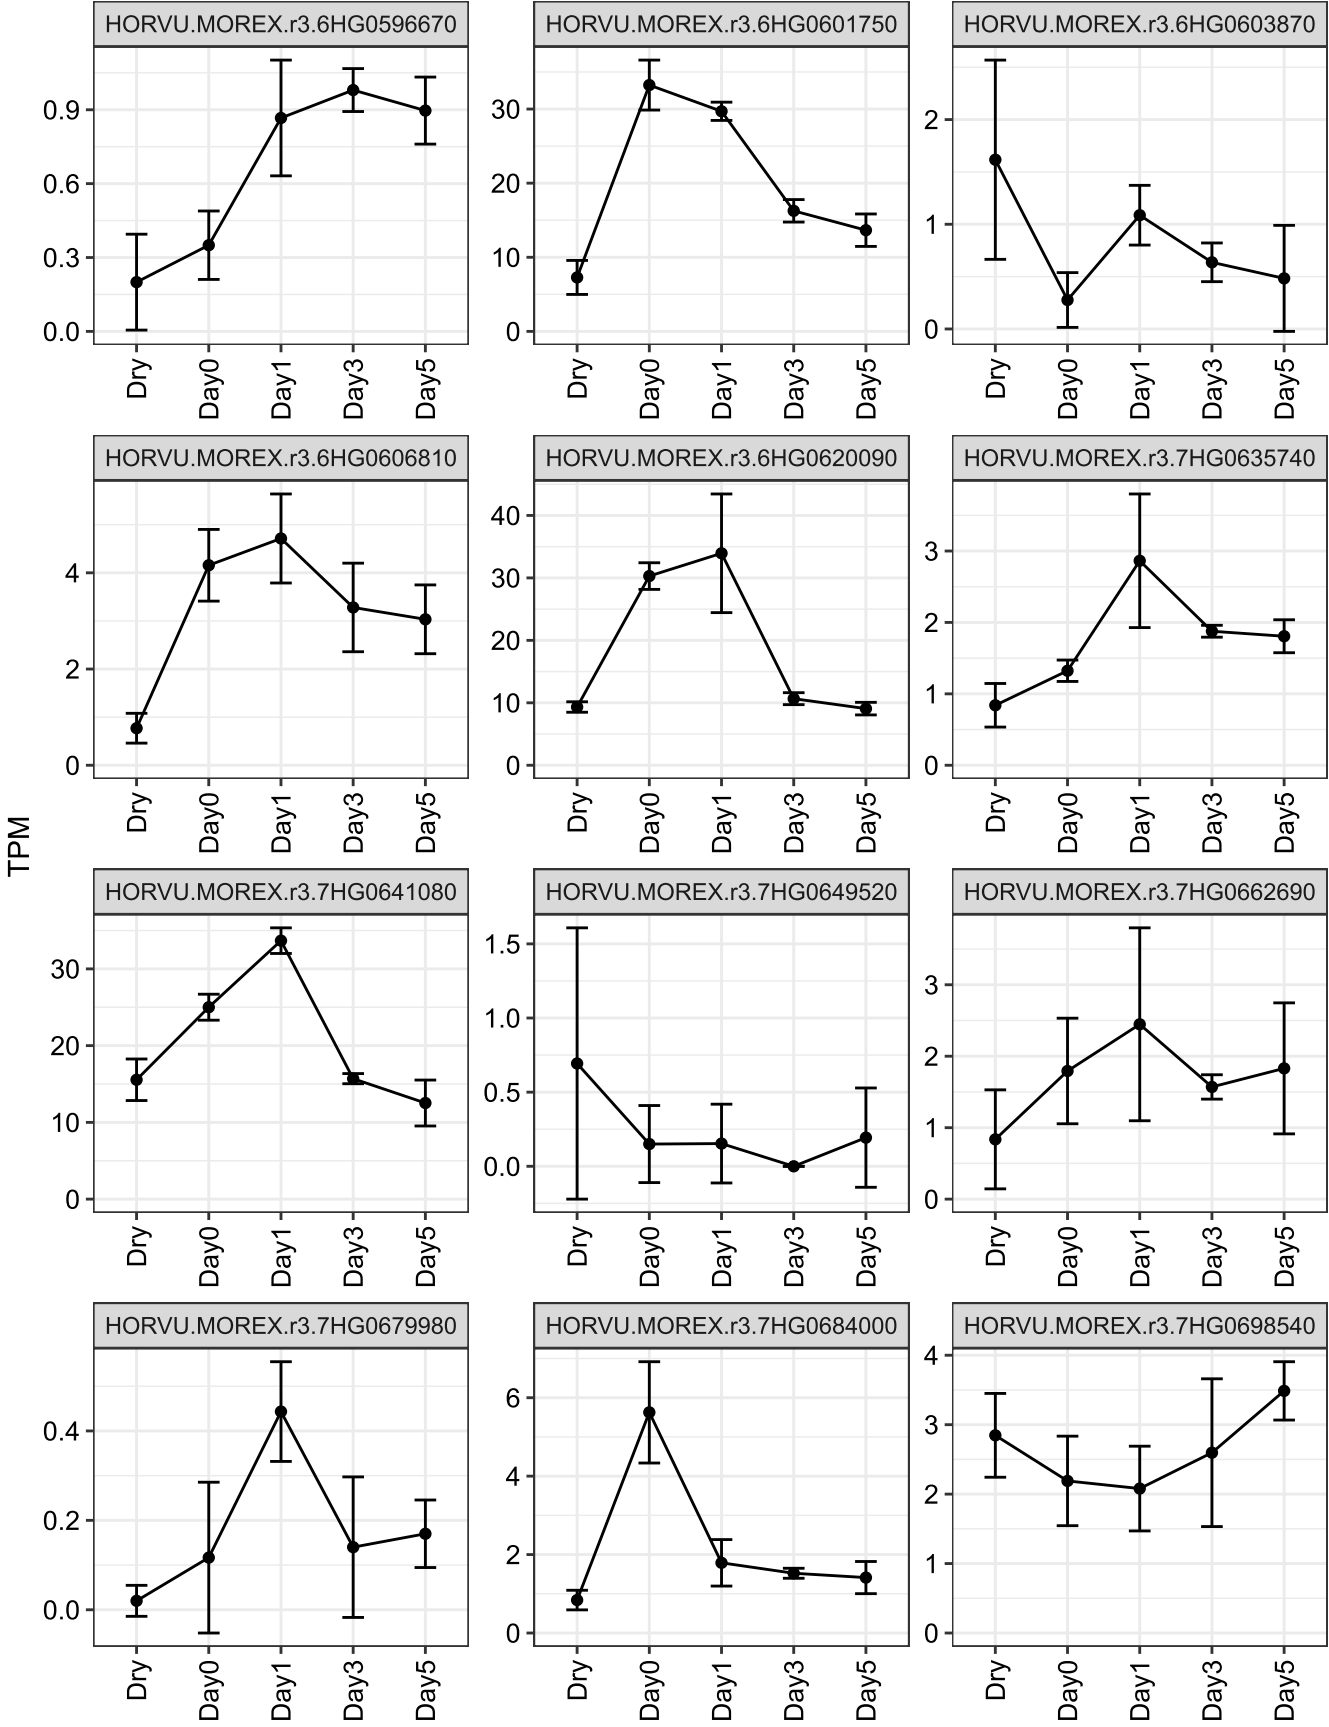 TPM
HORVU.MOREX.r3.6HG0596670
0.9
0.6
0.3
0.0
Dry
Day0
Day1
Day3
Day5
HORVU.MOREX.r3.6HG0601750
30
20
10
0
Dry
Day0
Day1
Day3
Day5
HORVU.MOREX.r3.6HG0603870
2
1
0
Dry
Day0
Day1
Day3
Day5
HORVU.MOREX.r3.6HG0606810
4
2
0
Dry
Day0
Day1
Day3
Day5
HORVU.MOREX.r3.6HG0620090
40
30
20
10
0
Dry
Day0
Day1
Day3
Day5
HORVU.MOREX.r3.7HG0635740
3
2
1
0
Dry
Day0
Day1
Day3
Day5
HORVU.MOREX.r3.7HG0641080
30
20
10
0
Dry
Day0
Day1
Day3
Day5
HORVU.MOREX.r3.7HG0649520
1.5
1.0
0.5
0.0
Dry
Day0
Day1
Day3
Day5
HORVU.MOREX.r3.7HG0662690
3
2
1
0
Dry
Day0
Day1
Day3
Day5
HORVU.MOREX.r3.7HG0679980
0.4
0.2
0.0
Dry
Day0
Day1
Day3
Day5
HORVU.MOREX.r3.7HG0684000
6
4
2
0
Dry
Day0
Day1
Day3
Day5
HORVU.MOREX.r3.7HG0698540
4
3
2
1
0
Dry
Day0
Day1
Day3
Day5